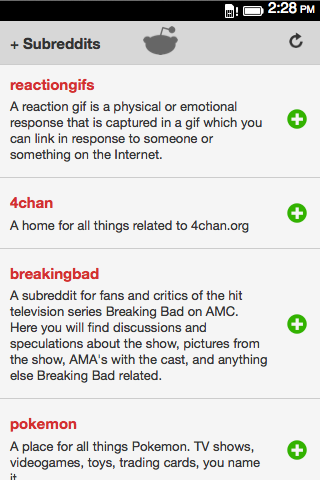 2:28 PM
+ Subreddits
reactiongifs
A reaction gif is a physical or emotional
response that is captured in a gif which you
can link in response to someone or
something on the Internet.
4chan
A home for all things related to 4chan.org
breakingbad
A subreddit for fans and critics of the hit
television series Breaking Bad on AMC.
Here you will find discussions and
speculations about the show, pictures from
the show, AMA's with the cast, and anything
else Breaking Bad related.
pokemon
A place for all things Pokemon. TV shows,
videogames, toys, trading cards, you name
it